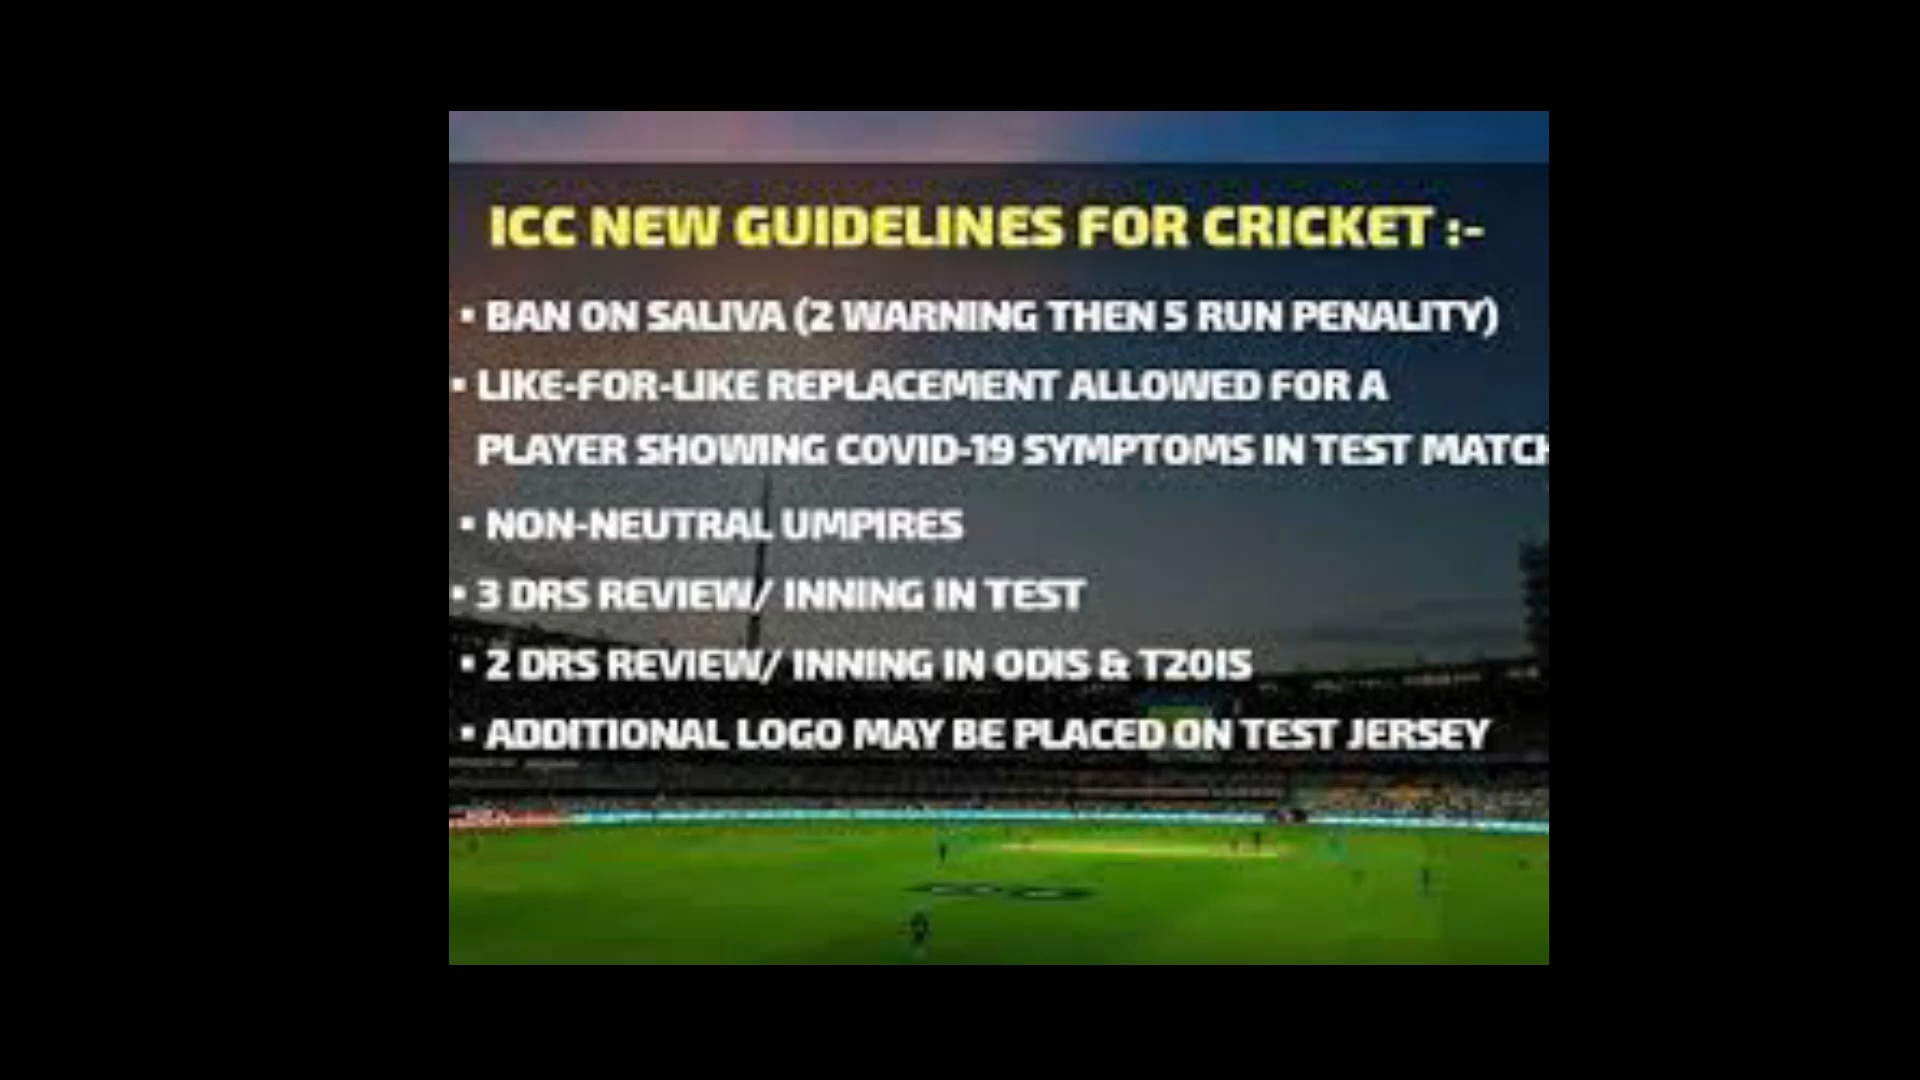 ICC NEW GUIDELINES FOR CRICKET :-
▪ BAN ON SALIVA (2 WARNING THEN 5 RUN PENALITY)
▪ LIKE-FOR-LIKE REPLACEMENT ALLOWED FOR A
PLAYER SHOWING COVID-19 SYMPTOMS IN TEST MATCH
▪ NON-NEUTRAL UMPIRES
▪ 3 DRS REVIEW/ INNING IN TEST
▪ 2 DRS REVIEW/ INNING IN ODIS & T20IS
▪ ADDITIONAL LOGO MAY BE PLACED ON TEST JERSEY